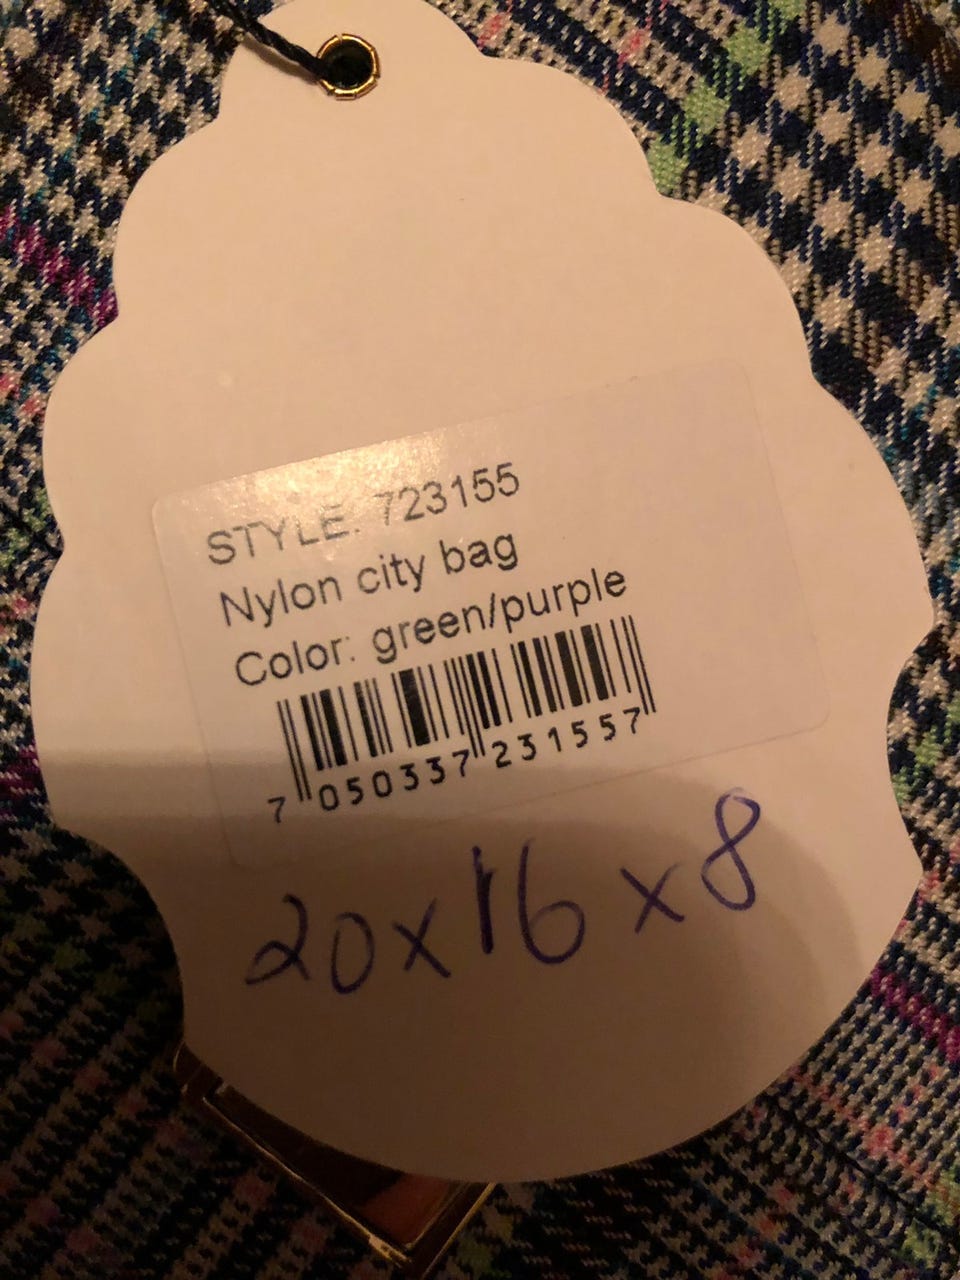 STYLE: 723155
Nylon city bag
Color: green/purple
7 050337 231557
20x16x8